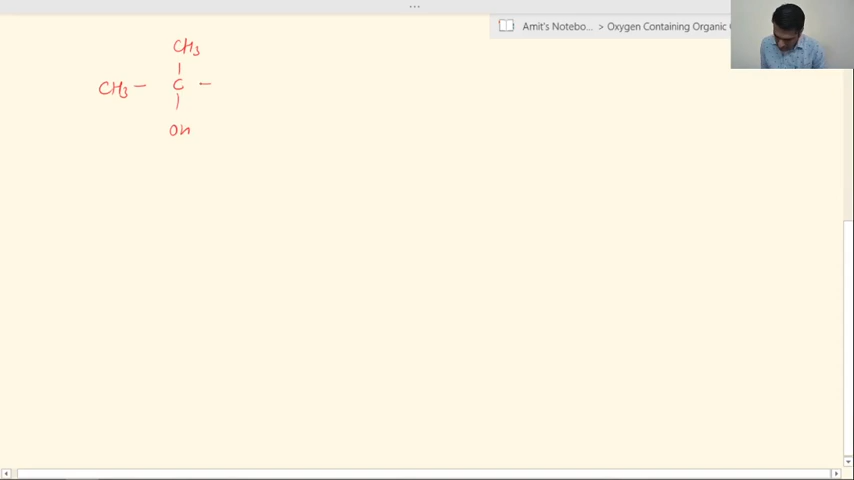 Amit's Notebo... > Oxygen Containing Organic
CH3
|
CH3 - C -
|
OH